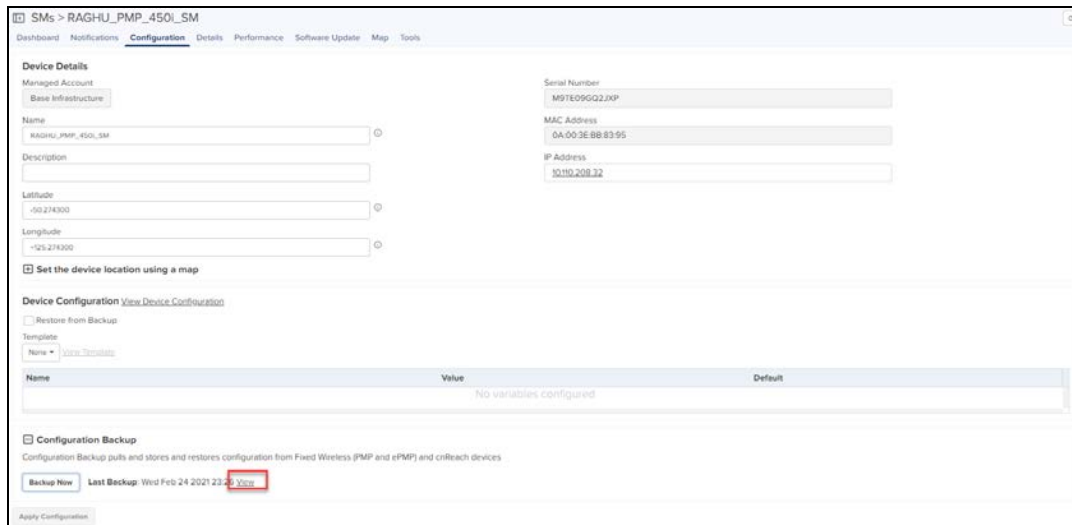 SMs > RAGHU_PMP_450i_SM
Dashboard Notifications Configuration Details Performance Software Update Map Tools
Device Details
Managed Account
Base Infrastructure
Serial Number
M9TE09GQ2JXP
Name
RAGHU_PMP_450i_SM
MAC Address
0A:00:3E:BB:83:95
Description
IP Address
10.110.208.32
Latitude
-50.274300
Longitude
+125.274300
Set the device location using a map
Device Configuration View Device Configuration
Restore from Backup
Template
None View Template
Name Value Default
No variables configured
Configuration Backup
Configuration Backup pulls and stores and restores configuration from Fixed Wireless (PMP and ePMP) and cnReach devices
Backup Now Last Backup: Wed Feb 24 2021 23:26 View
Apply Configuration